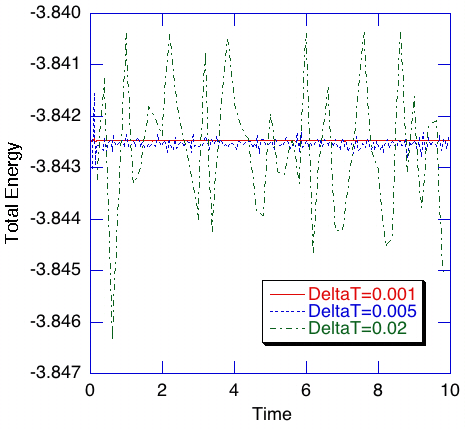 -3.840
-3.841
-3.842
-3.843
-3.844
-3.845
-3.846
-3.847
Total Energy
DeltaT=0.001
DeltaT=0.005
DeltaT=0.02
0 2 4 6 8 10
Time